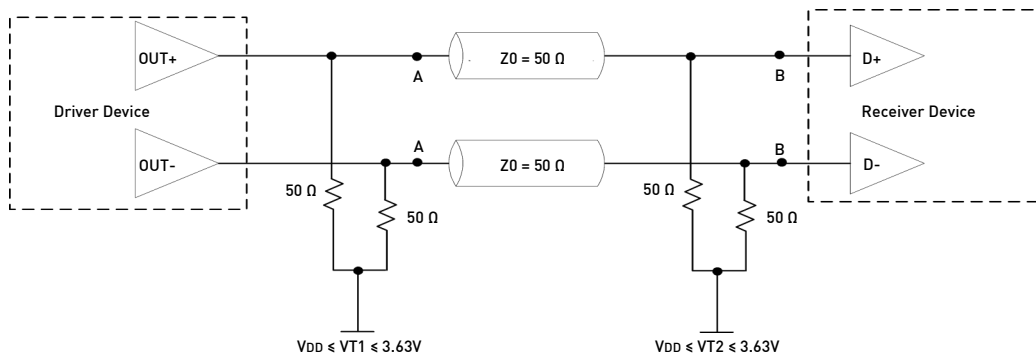 OUT+
A
Z0 = 50 Ω
B
D+
Driver Device
Receiver Device
OUT-
A
Z0 = 50 Ω
B
D-
50 Ω
50 Ω
50 Ω
50 Ω
VDD ≤ VT1 ≤ 3.63V
VDD ≤ VT2 ≤ 3.63V